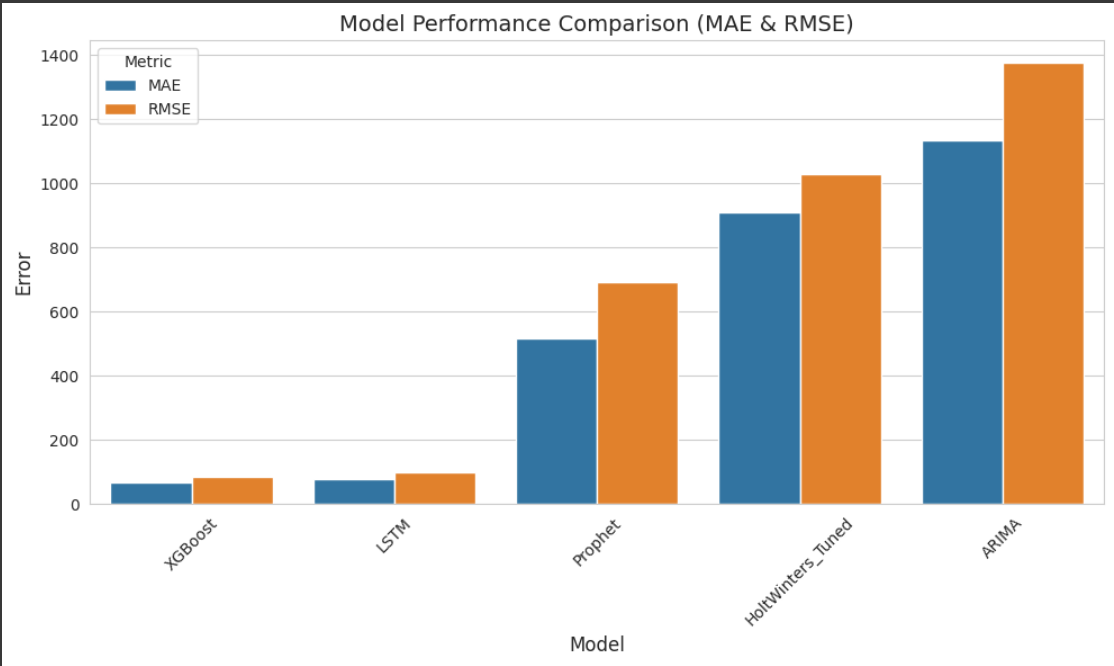 Model Performance Comparison (MAE & RMSE)
Metric
MAE
RMSE
1400
1200
1000
800
600
400
200
0
Error
XGBoost
LSTM
Prophet
HoltWinters_Tuned
ARIMA
Model